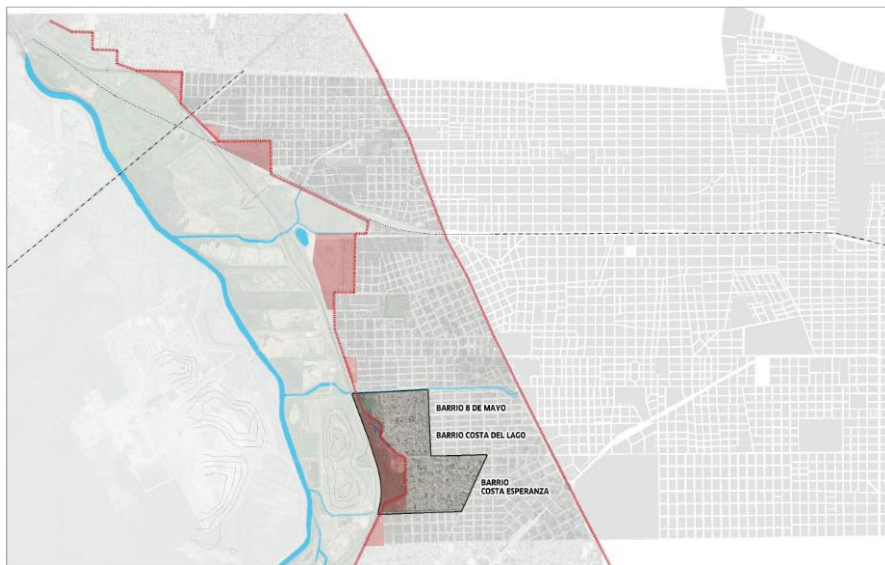 BARRIO 8 DE MAYO
BARRIO COSTA DEL LAGO
BARRIO
COSTA ESPERANZA